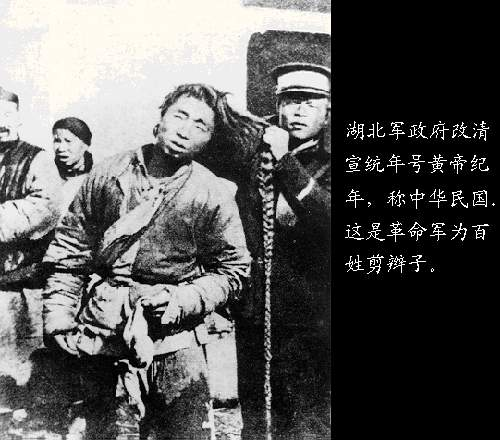 湖北军政府改清
宣统年号黄帝纪
年，称中华民国.
这是革命军为百
姓剪辫子。